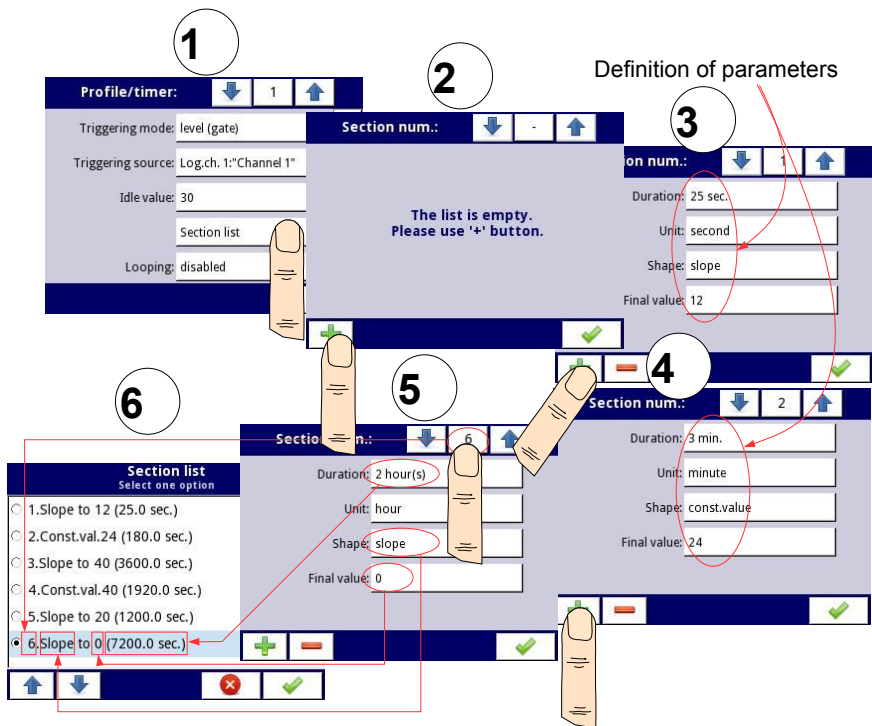 1
Profile/timer: 1
Triggering mode: level (gate)
Triggering source: Log.ch. 1:"Channel 1"
Idle value: 30
Section list
Looping: disabled
2
Section num.: -
The list is empty.
Please use '+' button.
Definition of parameters
3
ion num.: 1
Duration: 25 sec.
Unit: second
Shape: slope
Final value: 12
4
Section num.: 2
Duration: 3 min.
Unit: minute
Shape: const.value
Final value: 24
5
Section num.: 6
Duration: 2 hour(s)
Unit: hour
Shape: slope
Final value: 0
6
Section list
Select one option
1.Slope to 12 (25.0 sec.)
2.Const.val.24 (180.0 sec.)
3.Slope to 40 (3600.0 sec.)
4.Const.val.40 (1920.0 sec.)
5.Slope to 20 (1200.0 sec.)
6.Slope to 0 (7200.0 sec.)